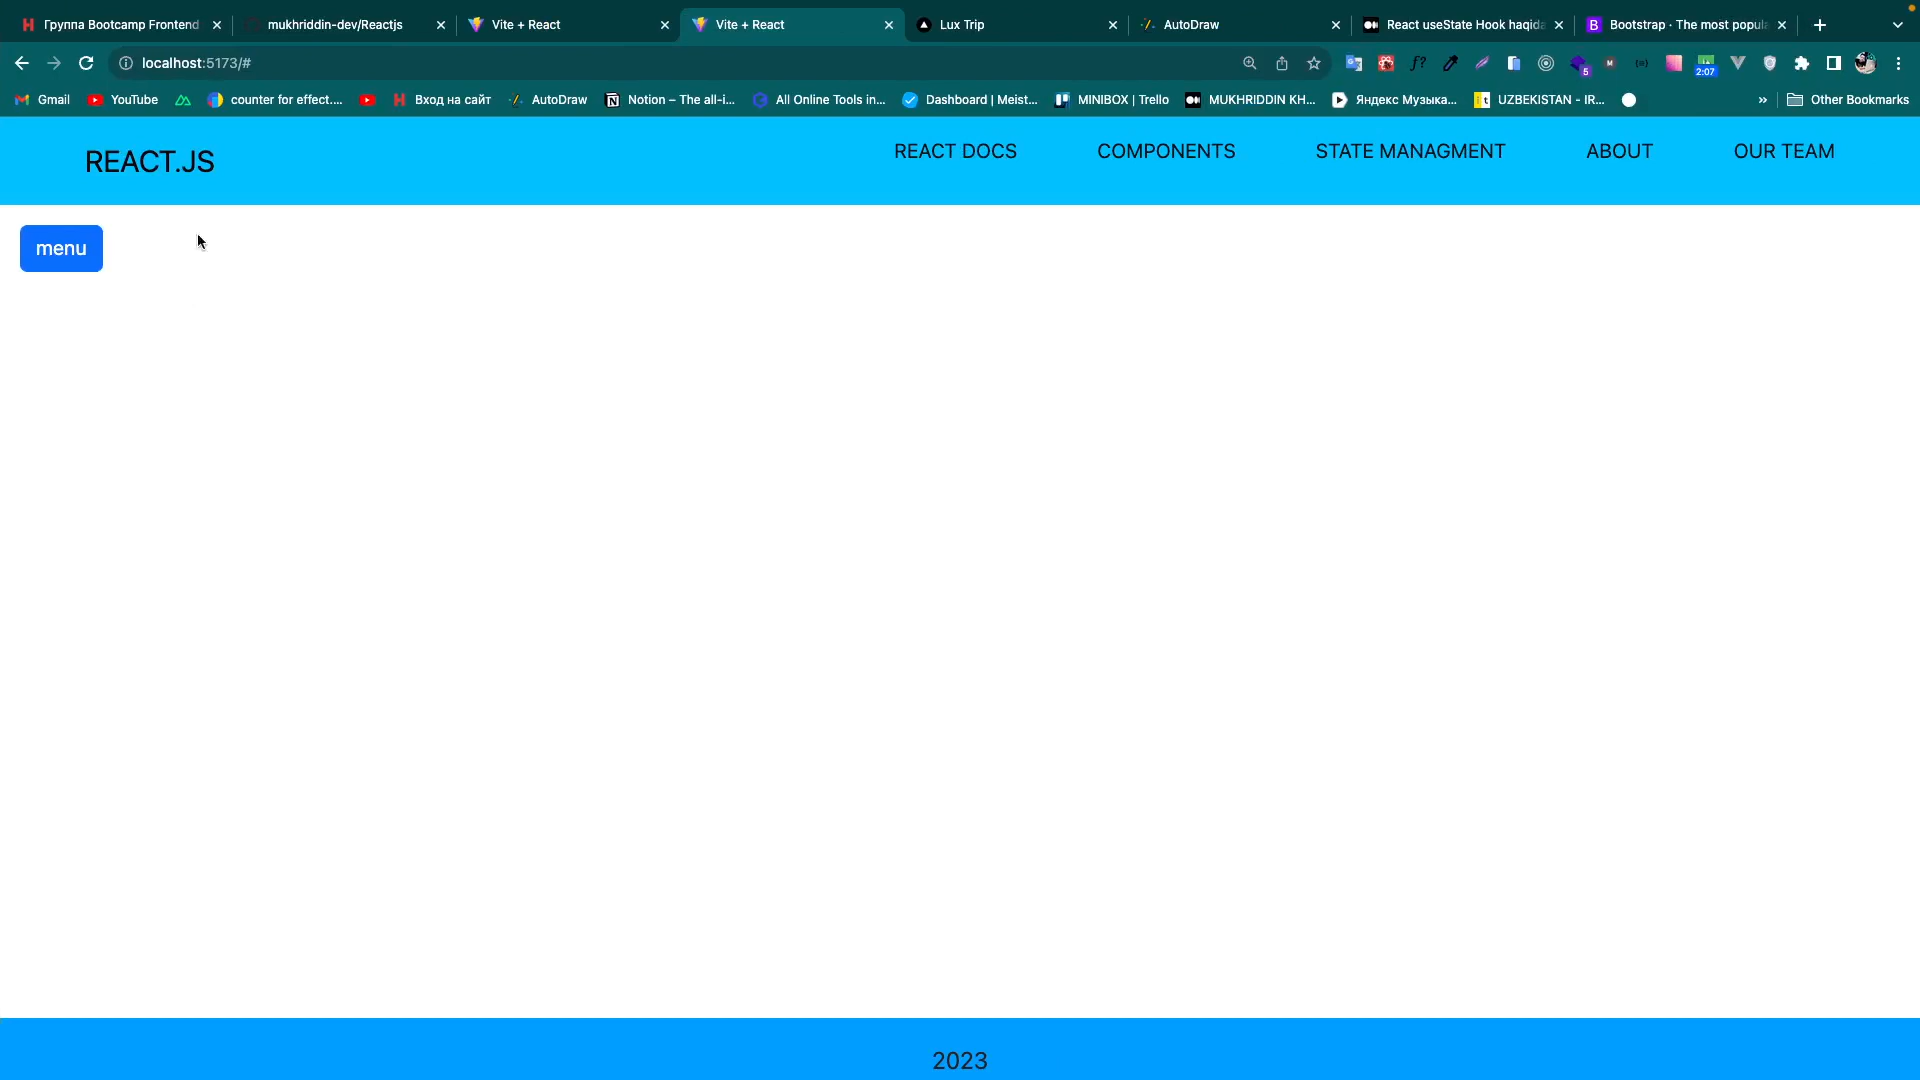 Группа Bootcamp Frontend
mukhriddin-dev/Reactjs
Vite + React
Vite + React
Lux Trip
AutoDraw
React useState Hook haqida
Bootstrap · The most popula
localhost:5173/#
5
2:07
Gmail
YouTube
counter for effect....
Вход на сайт
AutoDraw
Notion – The all-i...
All Online Tools in...
Dashboard | Meist...
MINIBOX | Trello
MUKHRIDDIN KH...
Яндекс Музыка...
UZBEKISTAN - IR...
»
Other Bookmarks
REACT.JS
REACT DOCS
COMPONENTS
STATE MANAGMENT
ABOUT
OUR TEAM
menu
2023